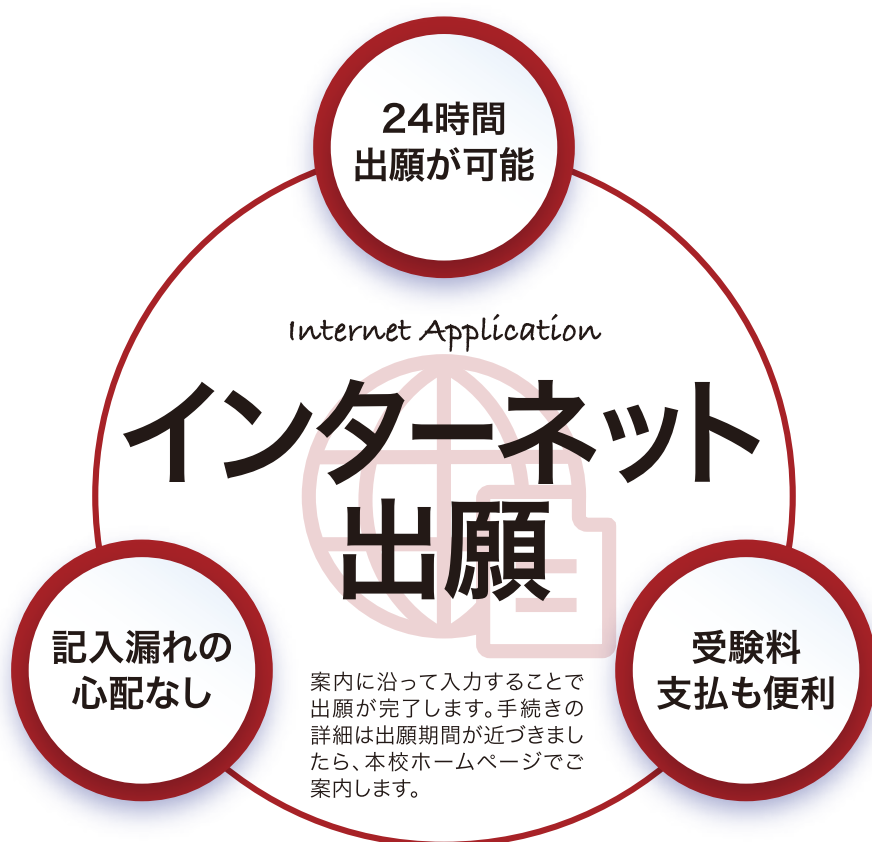 24時間
出願が可能
Internet Application
インターネット
出願
記入漏れの
心配なし
受験料
支払も便利
案内に沿って入力することで
出願が完了します。手続きの
詳細は出願期間が近づきまし
たら、本校ホームページでご
案内します。